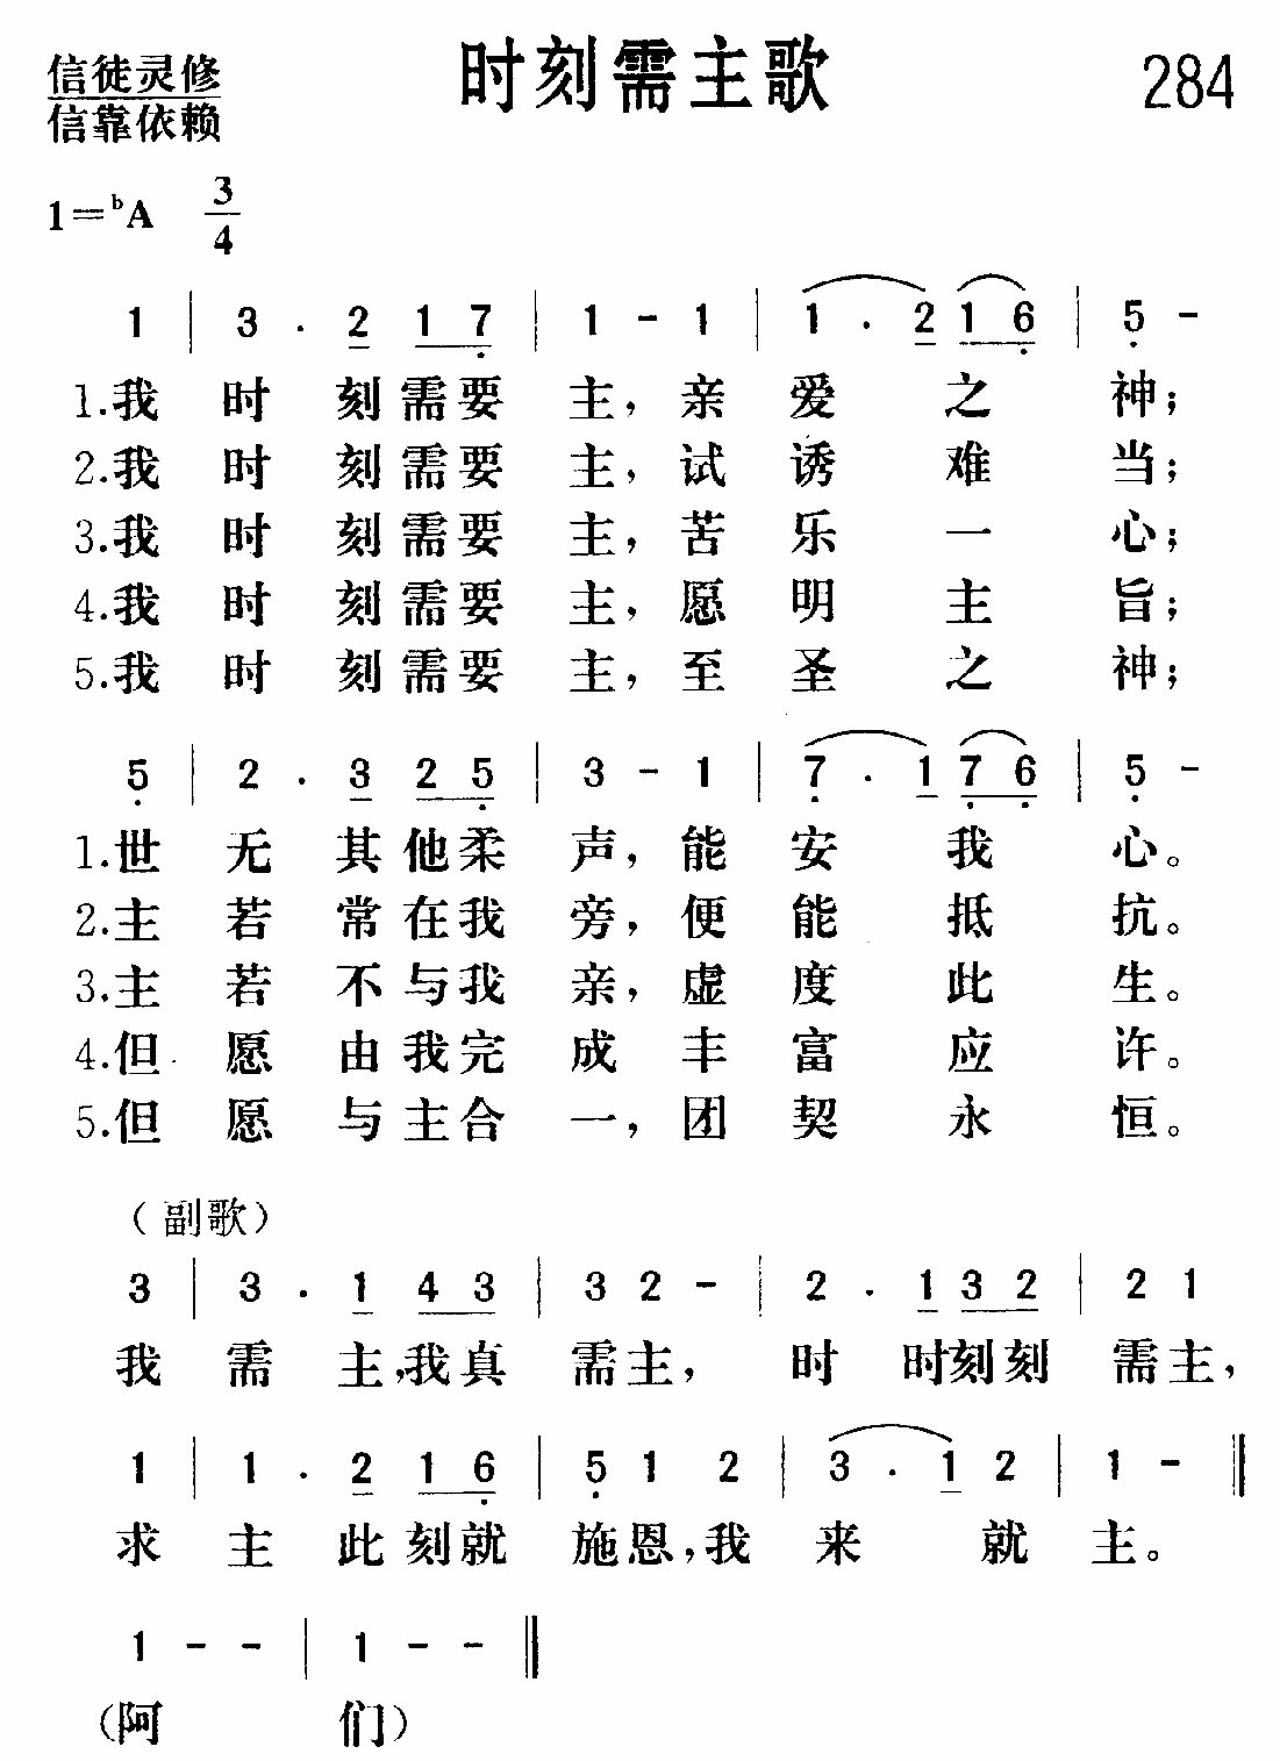 信徒灵修
信靠依赖
时刻需主歌
284
1=ᵇA 3/4
1 | 3 . 2 1 7 | 1 - 1 | 1 . 2 1 6 | 5 -
1.我时刻需要主，亲爱之神；
2.我时刻需要主，试诱难当；
3.我时刻需要主，苦乐一心；
4.我时刻需要主，愿明主旨；
5.我时刻需要主，至圣之神；
5 | 2 . 3 2 5 | 3 - 1 | 7 . 1 7 6 | 5 -
1.世无其他柔声，能安我心。
2.主若常在我旁，便能抵抗。
3.主若不与我亲，虚度此生。
4.但愿由我完成丰富应许。
5.但愿与主合一，团契永恒。
（副歌）
3 | 3 . 1 4 3 | 3 2 - | 2 . 1 3 2 | 2 1
我需主，我真需主，时时刻刻需主，
1 | 1 . 2 1 6 | 5 1 2 | 3 . 1 2 | 1 - ‖
求主此刻就施恩，我来就主。
1 - - | 1 - - ‖
（阿们）